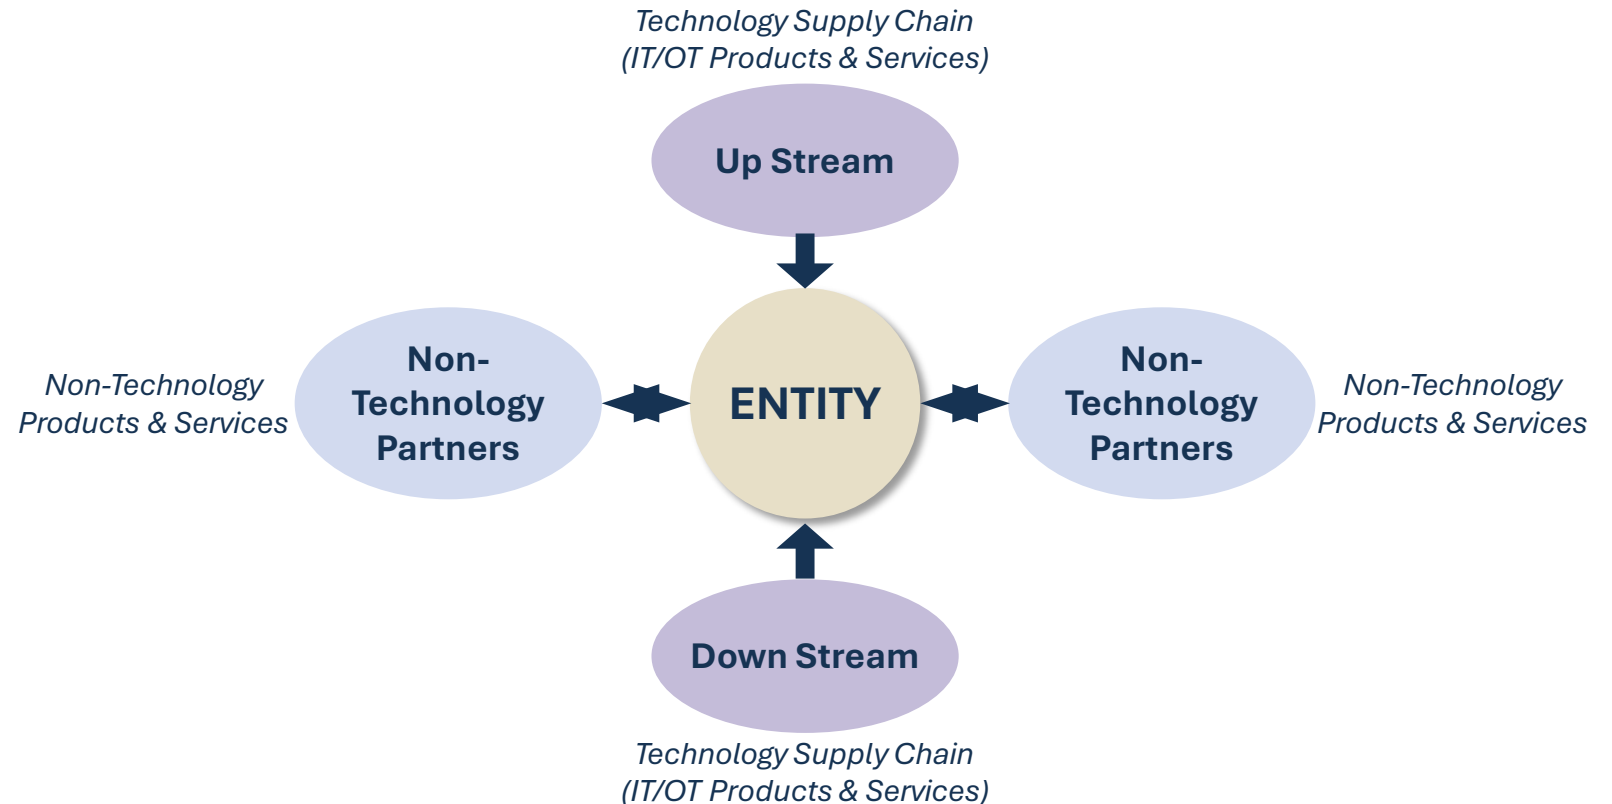 Technology Supply Chain
(IT/OT Products & Services)
Up Stream
Non-Technology
Products & Services
Non-
Technology
Partners
ENTITY
Non-
Technology
Partners
Non-Technology
Products & Services
Down Stream
Technology Supply Chain
(IT/OT Products & Services)